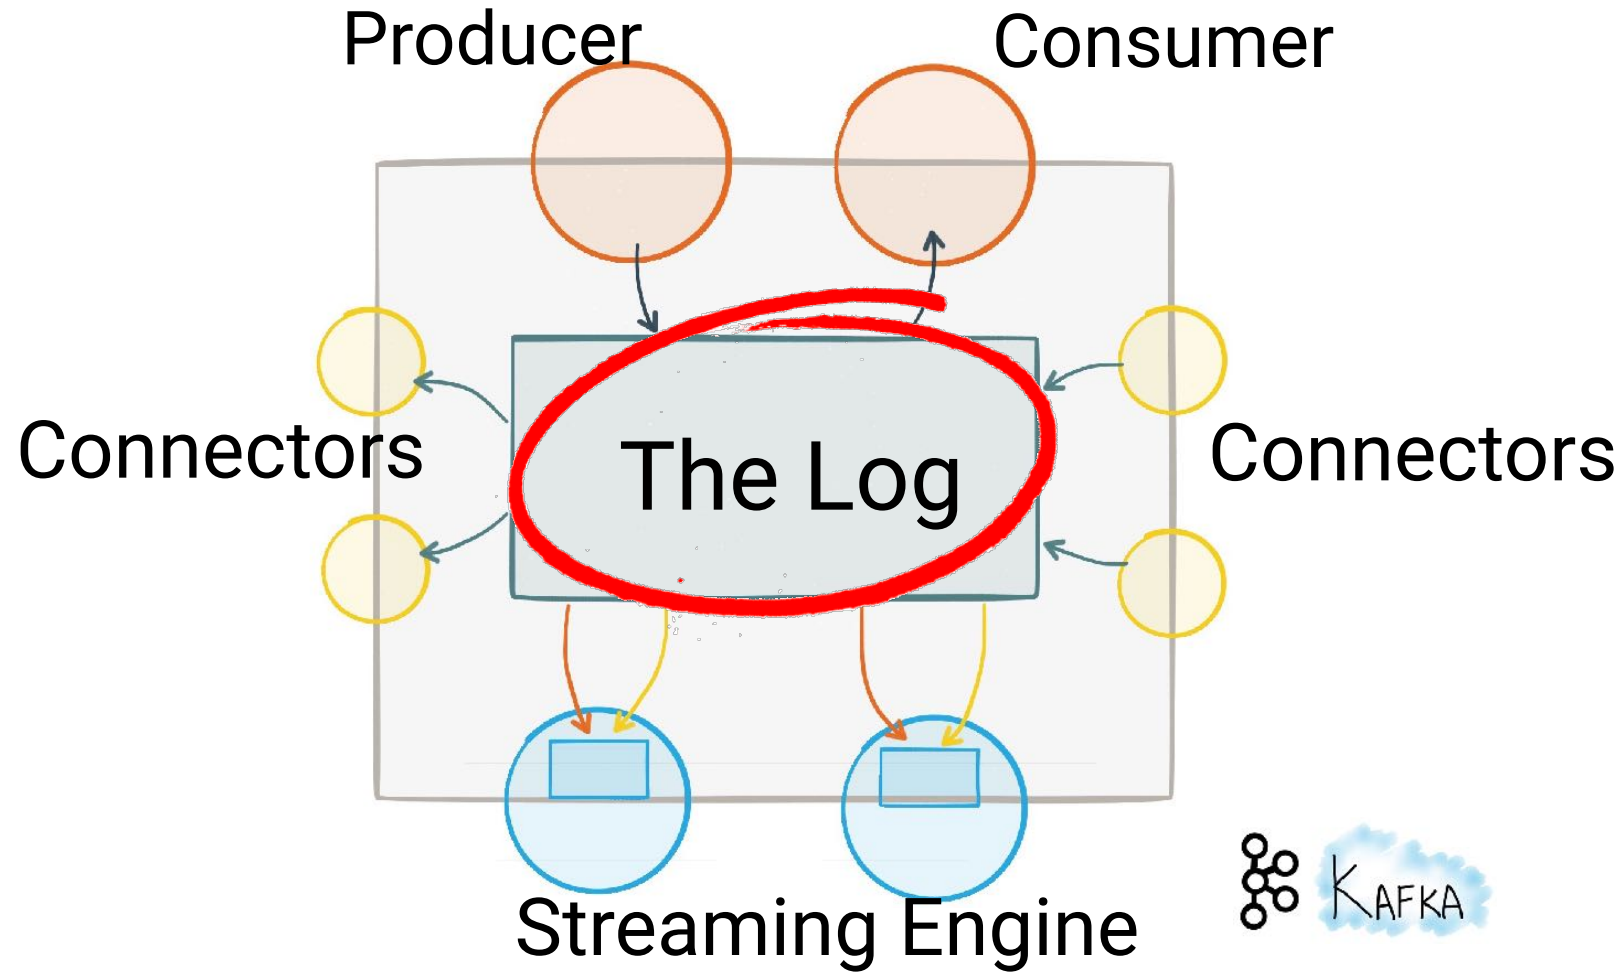 Producer
Consumer
Connectors
The Log
Connectors
Streaming Engine
KAFKA